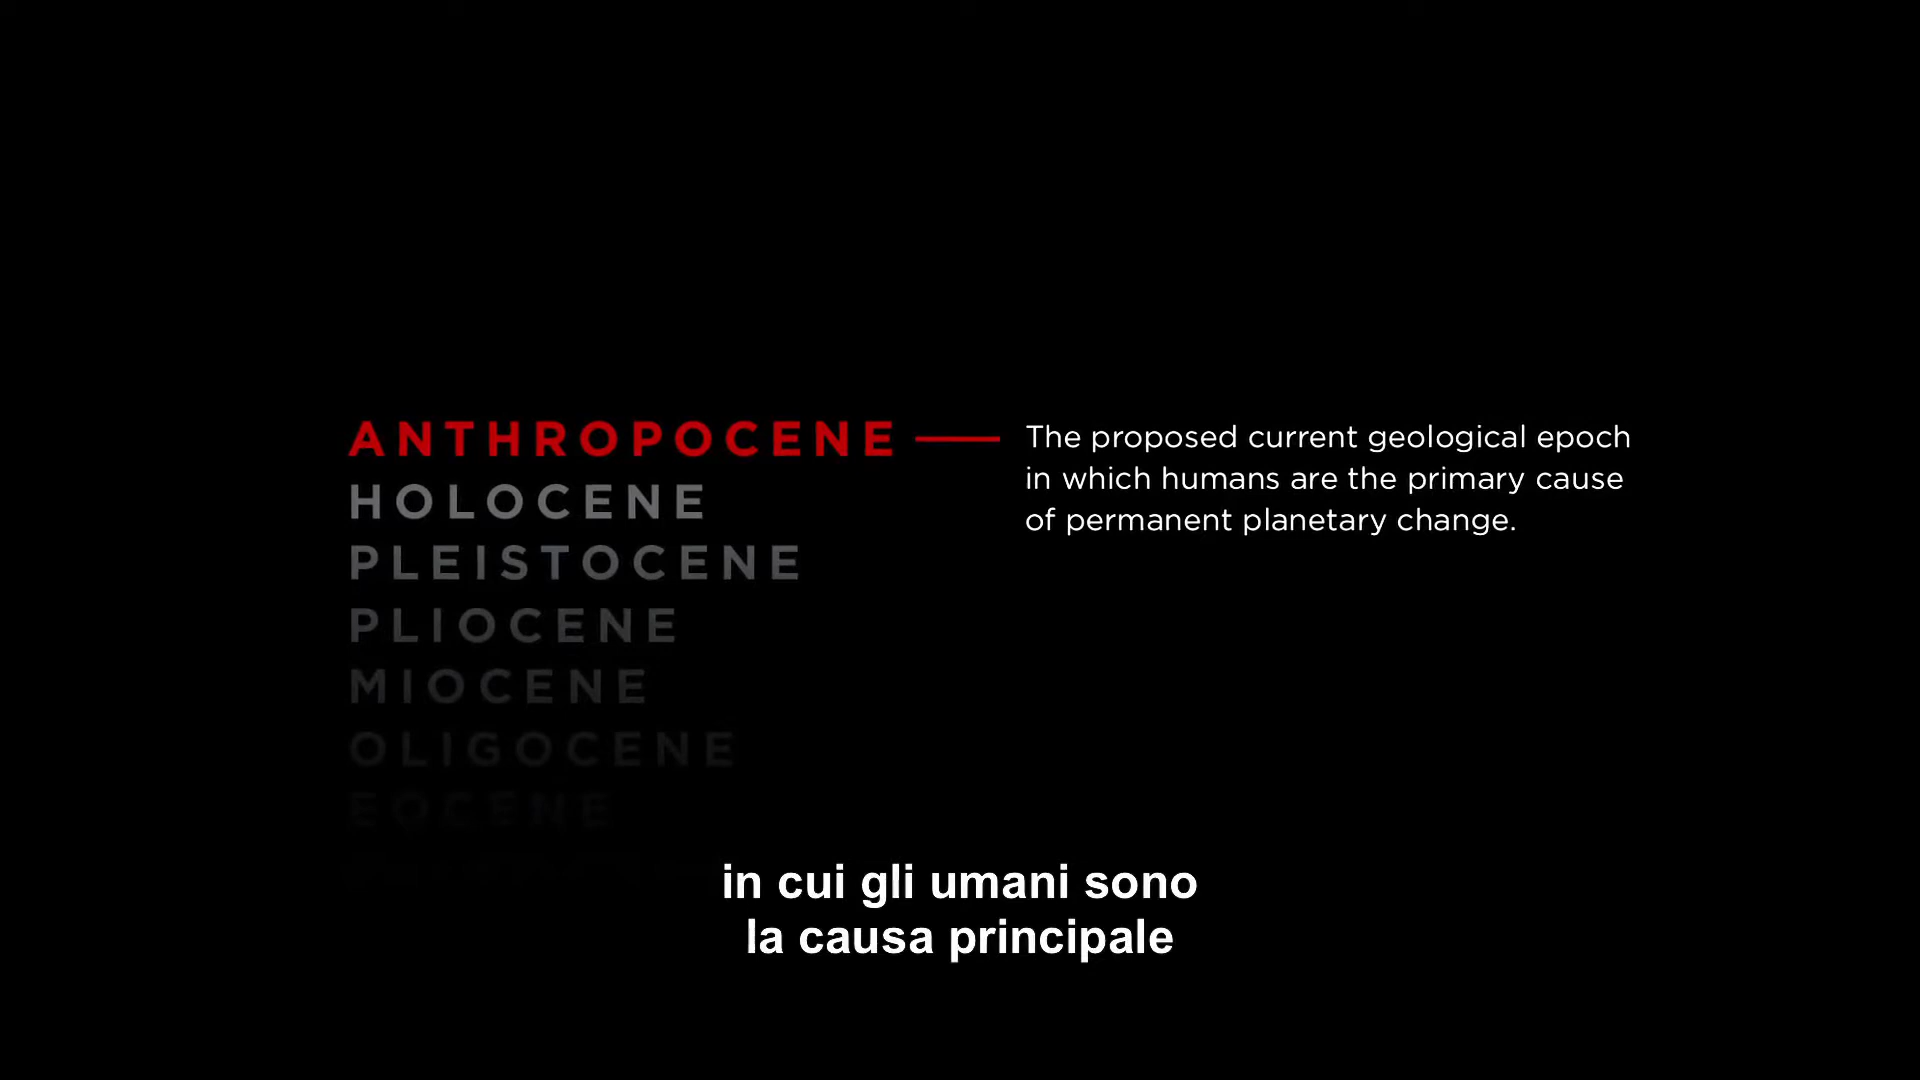 ANTHROPOCENE
The proposed current geological epoch
in which humans are the primary cause
of permanent planetary change.
HOLOCENE
PLEISTOCENE
PLIOCENE
MIOCENE
OLIGOCENE
EOCENE
in cui gli umani sono
la causa principale